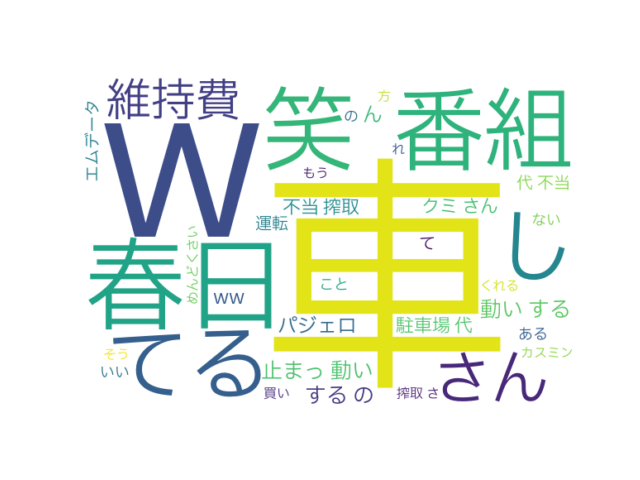 維持費
笑
番組
エムデータ
W
の
ん
方
れ
もう
車
不当 搾取
クミ さん
代 不当
運転
し
ない
春日
めんどくさい
て
ww
こと
くれる
動い する
パジェロ
駐車場 代
ある
てる
そう
いい
止まっ 動い
さん
カスミン
買い
する の
搾取 さ